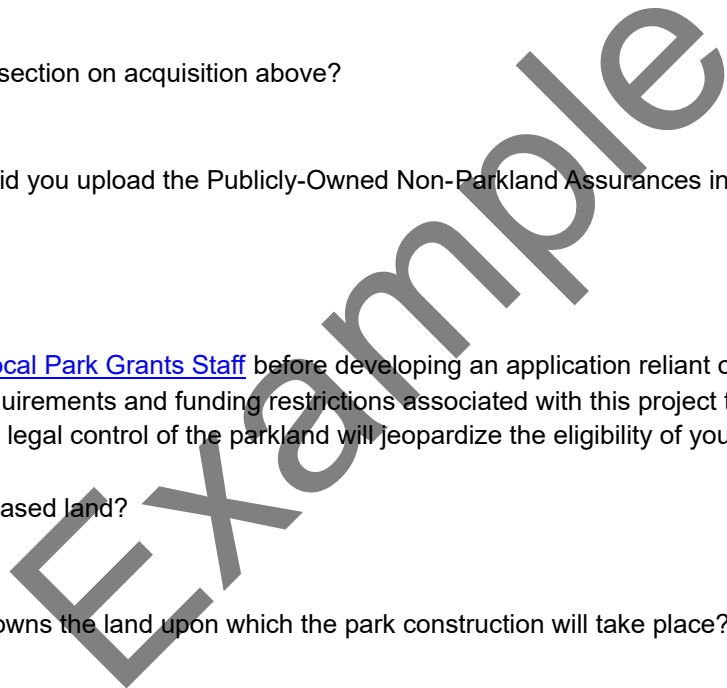 section on acquisition above?
id you upload the Publicly-Owned Non-Parkland Assurances in
ocal Park Grants Staff before developing an application reliant o
uirements and funding restrictions associated with this project t
legal control of the parkland will jeopardize the eligibility of you
ased land?
owns the land upon which the park construction will take place?
Example